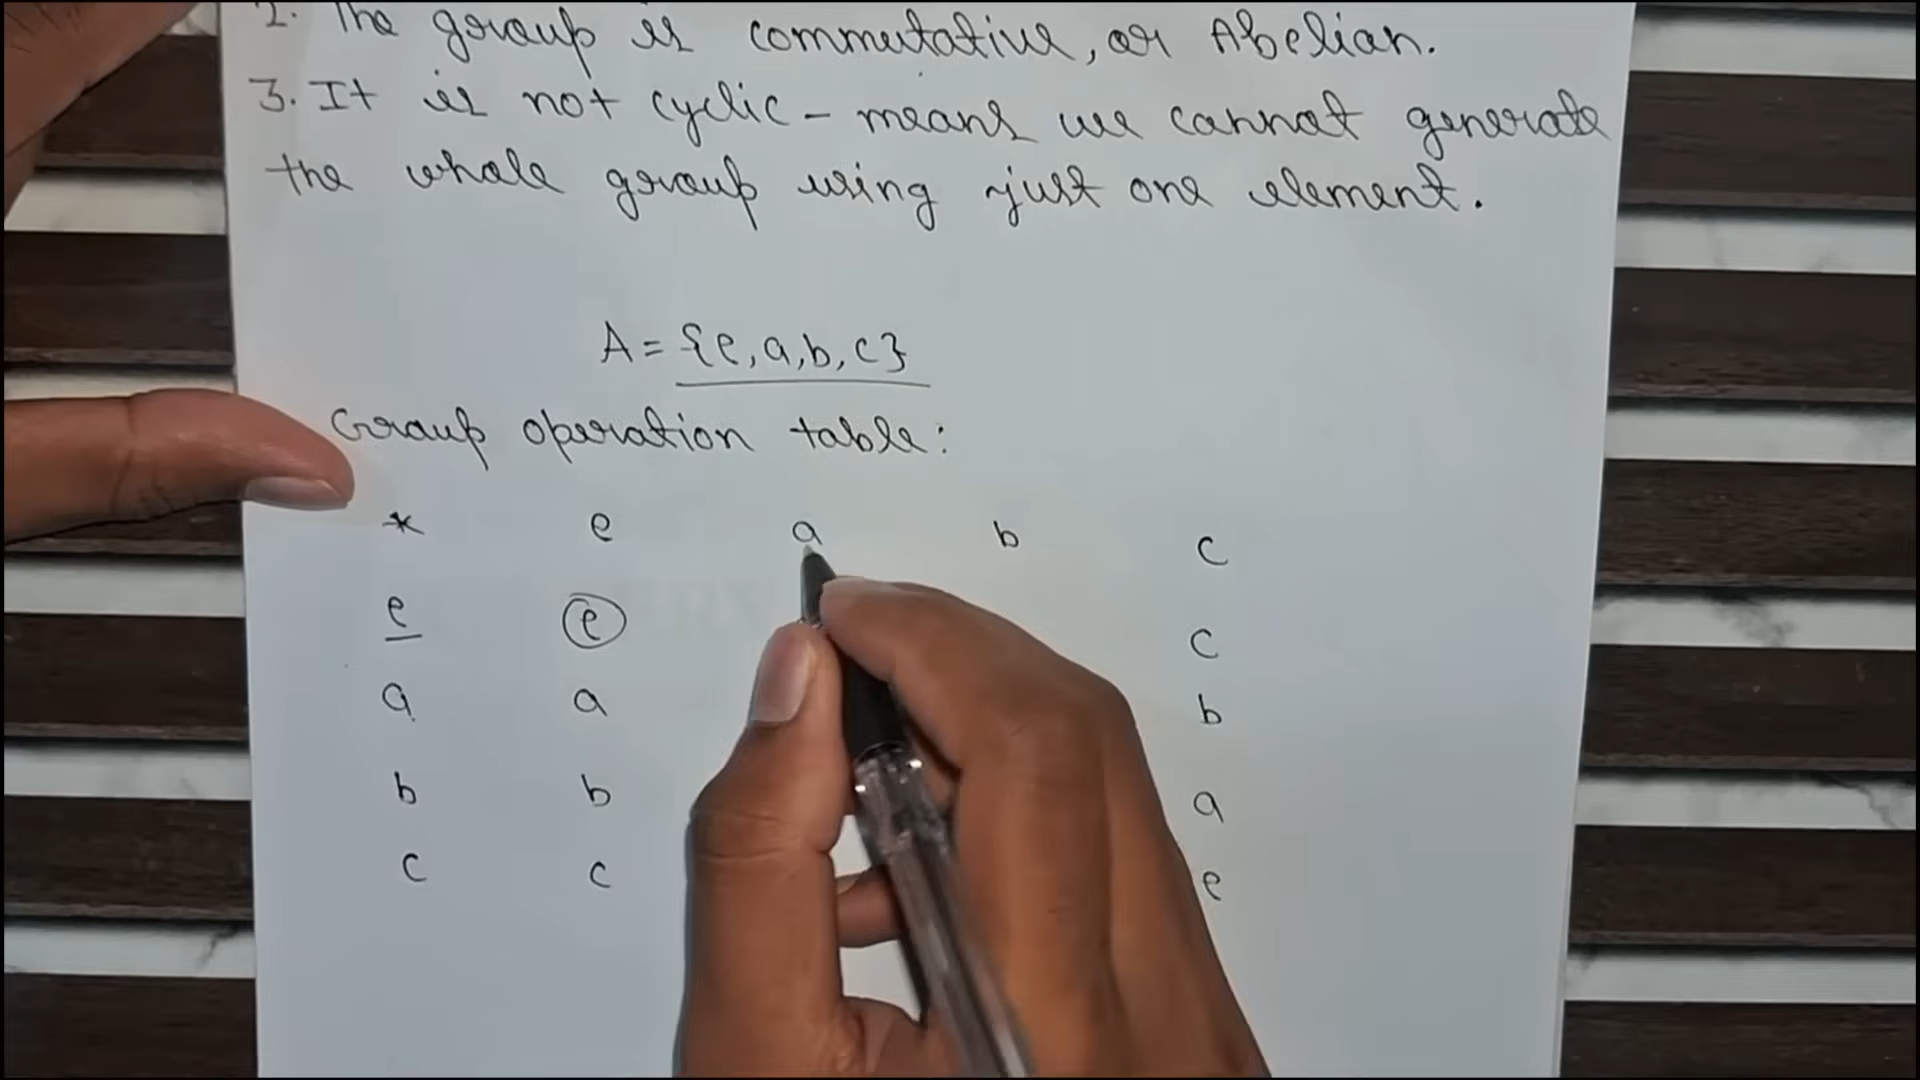 2. The group is commutative, or Abelian.
3. It is not cyclic - means we cannot generate
the whole group using just one element.
A = {e, a, b, c}
Group operation table:
* e a b c
e e c
a a b
b b a
c c e